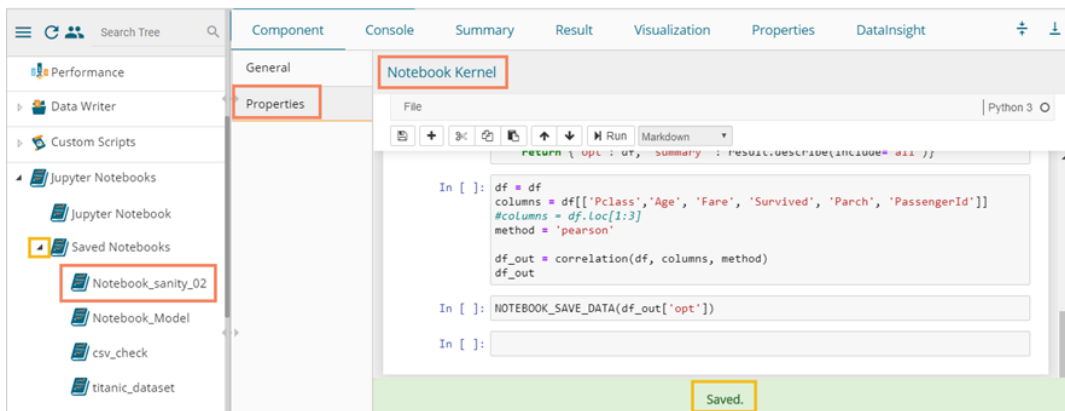 Search Tree
Performance
Data Writer
Custom Scripts
Jupyter Notebooks
Jupyter Notebook
Saved Notebooks
Notebook_sanity_02
Notebook_Model
csv_check
titanic_dataset
Component Console Summary Result Visualization Properties DataInsight
General
Properties
Notebook Kernel
File Python 3
Run Markdown
Return {'opt': df, 'summary' : result.describe(include='all')}
In [ ]: df = df
columns = df[['Pclass','Age', 'Fare', 'Survived', 'Parch', 'PassengerId']]
#columns = df.loc[1:3]
method = 'pearson'
df_out = correlation(df, columns, method)
df_out
In [ ]: NOTEBOOK_SAVE_DATA(df_out['opt'])
In [ ]:
Saved.